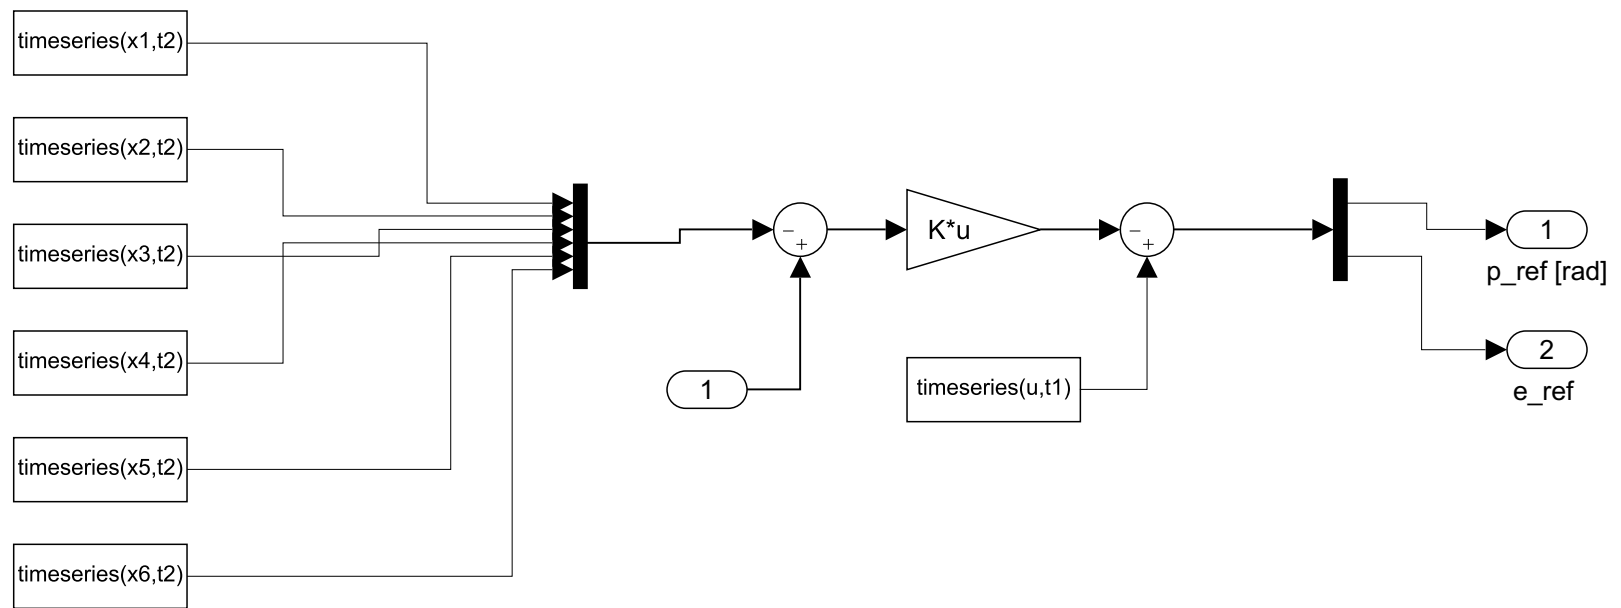 timeseries(x1,t2)
timeseries(x2,t2)
timeseries(x3,t2)
timeseries(x4,t2)
timeseries(x5,t2)
timeseries(x6,t2)
−
+
1
K*u
−
+
timeseries(u,t1)
1
p_ref [rad]
2
e_ref